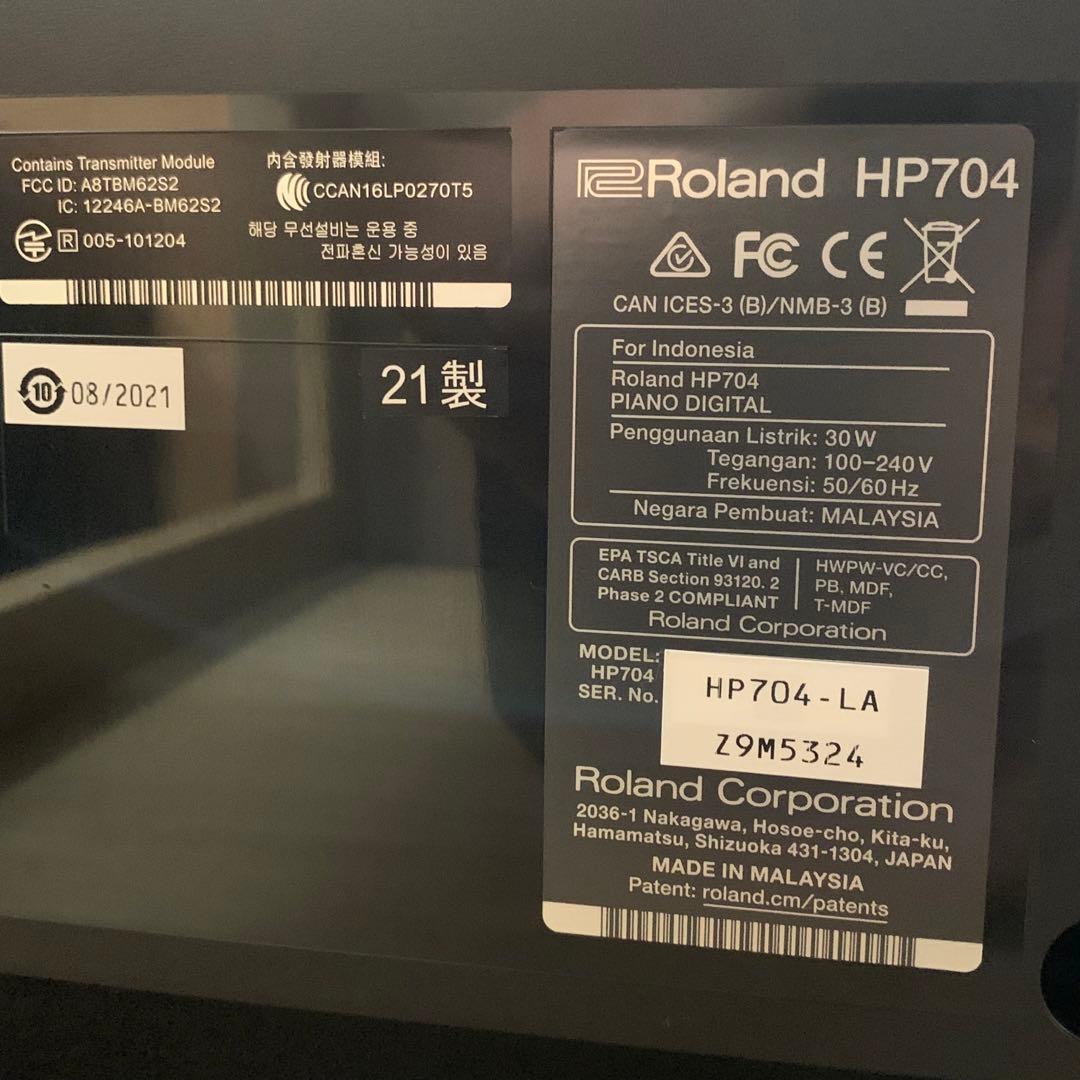 Contains Transmitter Module
FCC ID: A8TBM62S2
IC: 12246A-BM62S2
R 005-101204
內含發射器模組:
CCAN16LP0270T5
해당 무선설비는 운용 중
전파혼신 가능성이 있음
10 08/2021
21製
Roland HP704
FC CE
CAN ICES-3 (B)/NMB-3 (B)
For Indonesia
Roland HP704
PIANO DIGITAL
Penggunaan Listrik: 30W
Tegangan: 100-240V
Frekuensi: 50/60Hz
Negara Pembuat: MALAYSIA
EPA TSCA Title VI and
CARB Section 93120.2
Phase 2 COMPLIANT
HWPW-VC/CC,
PB, MDF,
T-MDF
Roland Corporation
MODEL:
HP704
SER. No.
HP704-LA
Z9M5324
Roland Corporation
2036-1 Nakagawa, Hosoe-cho, Kita-ku,
Hamamatsu, Shizuoka 431-1304, JAPAN
MADE IN MALAYSIA
Patent: roland.cm/patents